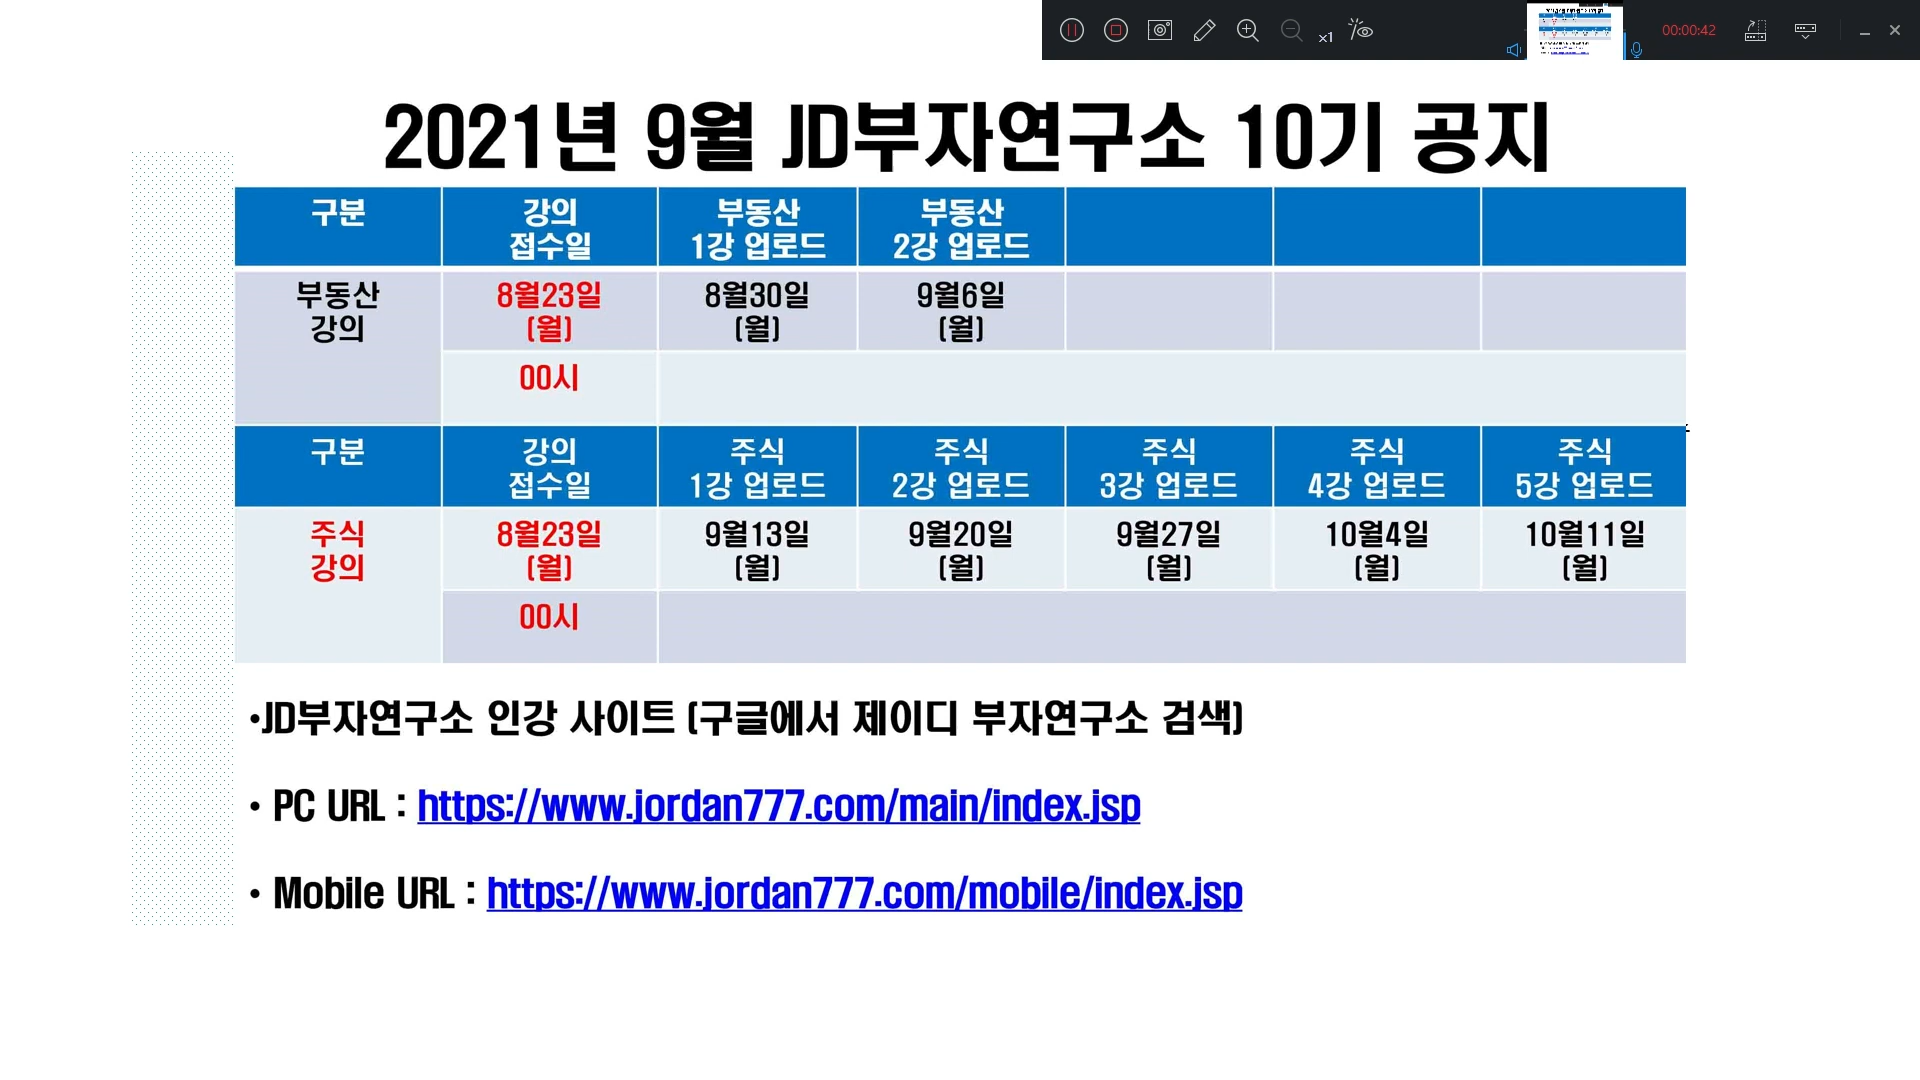 x1
00:00:42
2021년 9월 JD부자연구소 10기 공지
구분 강의 접수일 부동산 1강 업로드 부동산 2강 업로드
부동산 강의 8월23일 (월) 8월30일 (월) 9월6일 (월)
00시
구분 강의 접수일 주식 1강 업로드 주식 2강 업로드 주식 3강 업로드 주식 4강 업로드 주식 5강 업로드
주식 강의 8월23일 (월) 9월13일 (월) 9월20일 (월) 9월27일 (월) 10월4일 (월) 10월11일 (월)
00시
•JD부자연구소 인강 사이트 (구글에서 제이디 부자연구소 검색)
• PC URL : https://www.jordan777.com/main/index.jsp
• Mobile URL : https://www.jordan777.com/mobile/index.jsp